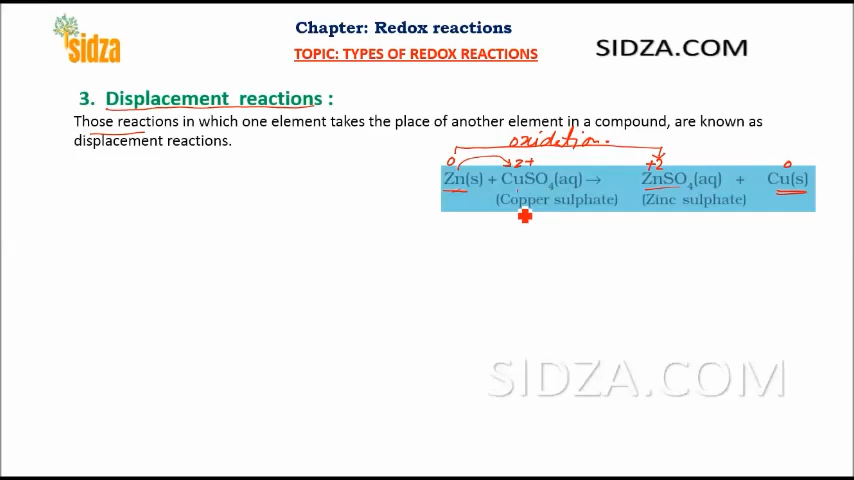 sidza
Chapter: Redox reactions
TOPIC: TYPES OF REDOX REACTIONS
SIDZA.COM
3. Displacement reactions :
Those reactions in which one element takes the place of another element in a compound, are known as
displacement reactions.
oxidation.
0 2+ +2 0
Zn(s) + CuSO₄(aq) → ZnSO₄(aq) + Cu(s)
(Copper sulphate) (Zinc sulphate)
SIDZA.COM